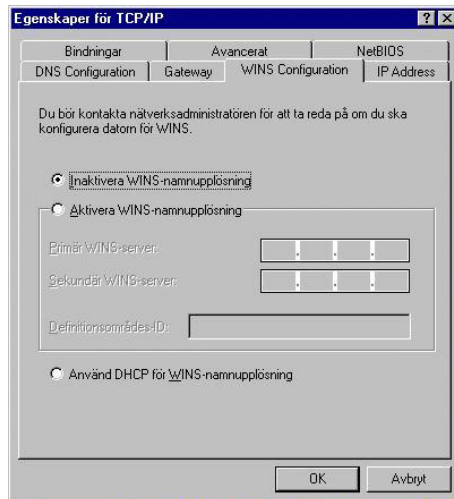 Egenskaper för TCP/IP
Bindningar Avancerat NetBIOS
DNS Configuration Gateway WINS Configuration IP Address
Du bör kontakta nätverksadministratören för att ta reda på om du ska
konfigurera datorn för WINS.
Inaktivera WINS-namnupplösning
Aktivera WINS-namnupplösning
Primär WINS-server:
Sekundär WINS-server:
Definitionsområdes-ID:
Använd DHCP för WINS-namnupplösning
OK Avbryt